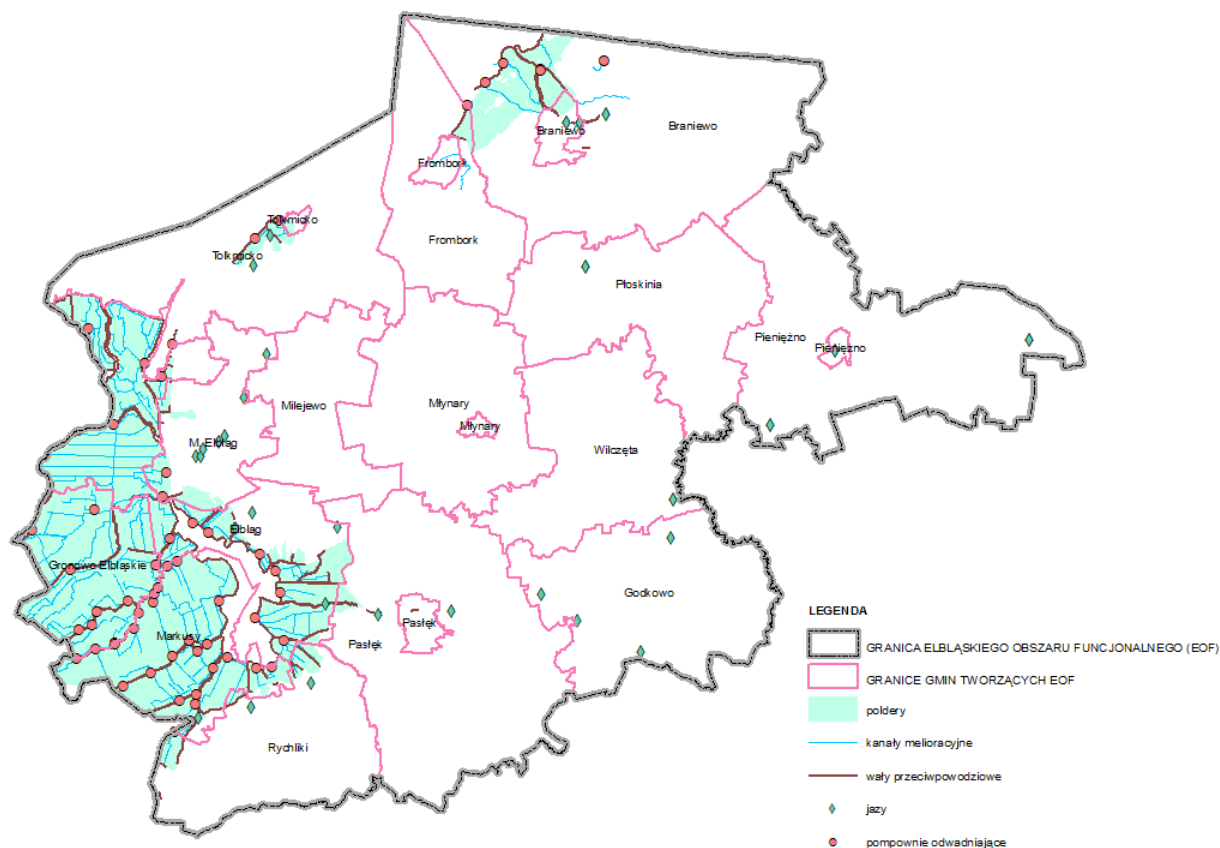 Braniewo
Braniewo
Frombork
Tolkmicko
Frombork
Tolkmicko
Płoskinia
Pieniężno
Pieniężno
Milejewo
Młynary
Młynary
M. Elbląg
Wilczęta
Elbląg
Gronowo Elbląskie
Godkowo
Markusy
Pasłęk
Pasłęk
Rychliki
LEGENDA
GRANICA ELBLĄSKIEGO OBSZARU FUNCJONALNEGO (EOF)
GRANICE GMIN TWORZĄCYCH EOF
poldery
kanały melioracyjne
wały przeciwpowodziowe
jazy
pompownie odwadniające